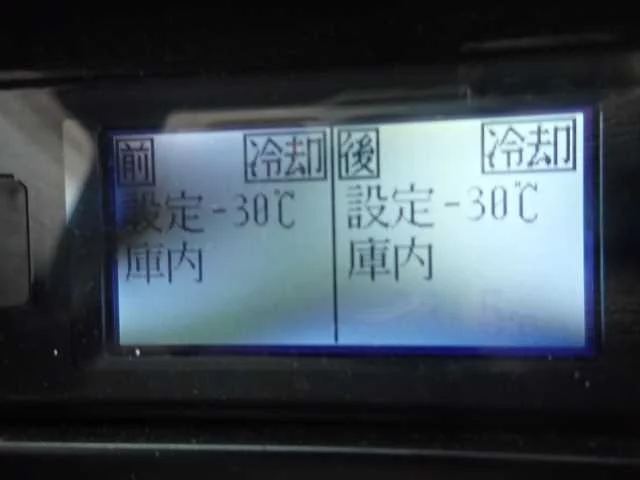 前 冷却
設定-30℃
庫内
後 冷却
設定-30℃
庫内